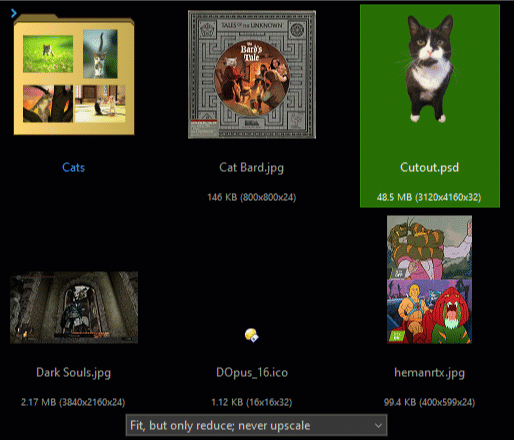 TALES OF THE UNKNOWN
The
Bard's
Tale
Cats
Cat Bard.jpg
Cutout.psd
146 KB (800x800x24)
48.5 MB (3120x4160x32)
Dark Souls.jpg
DOpus_16.ico
hemanrtx.jpg
2.17 MB (3840x2160x24)
1.12 KB (16x16x32)
99.4 KB (400x599x24)
Fit, but only reduce; never upscale